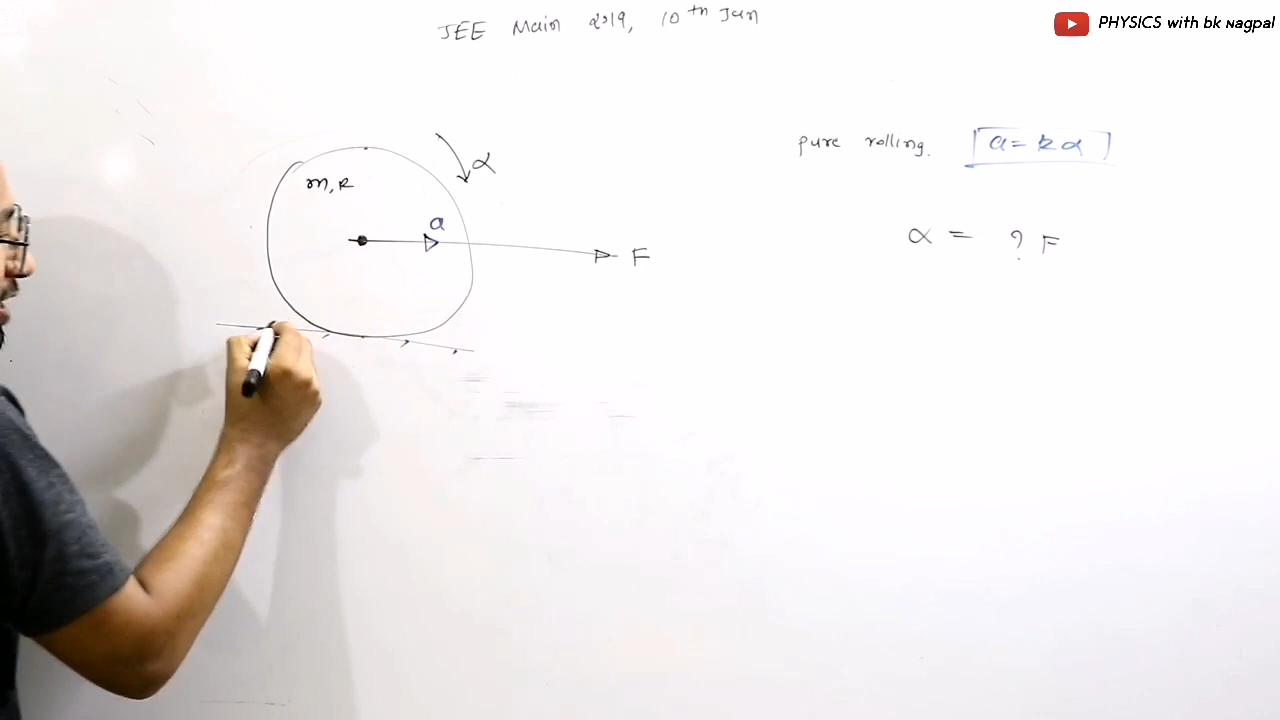 JEE Main 2019, 10th Jan
PHYSICS with bk nagpal
pure rolling. a = Rα
α
m, R
a
F
α = ? F